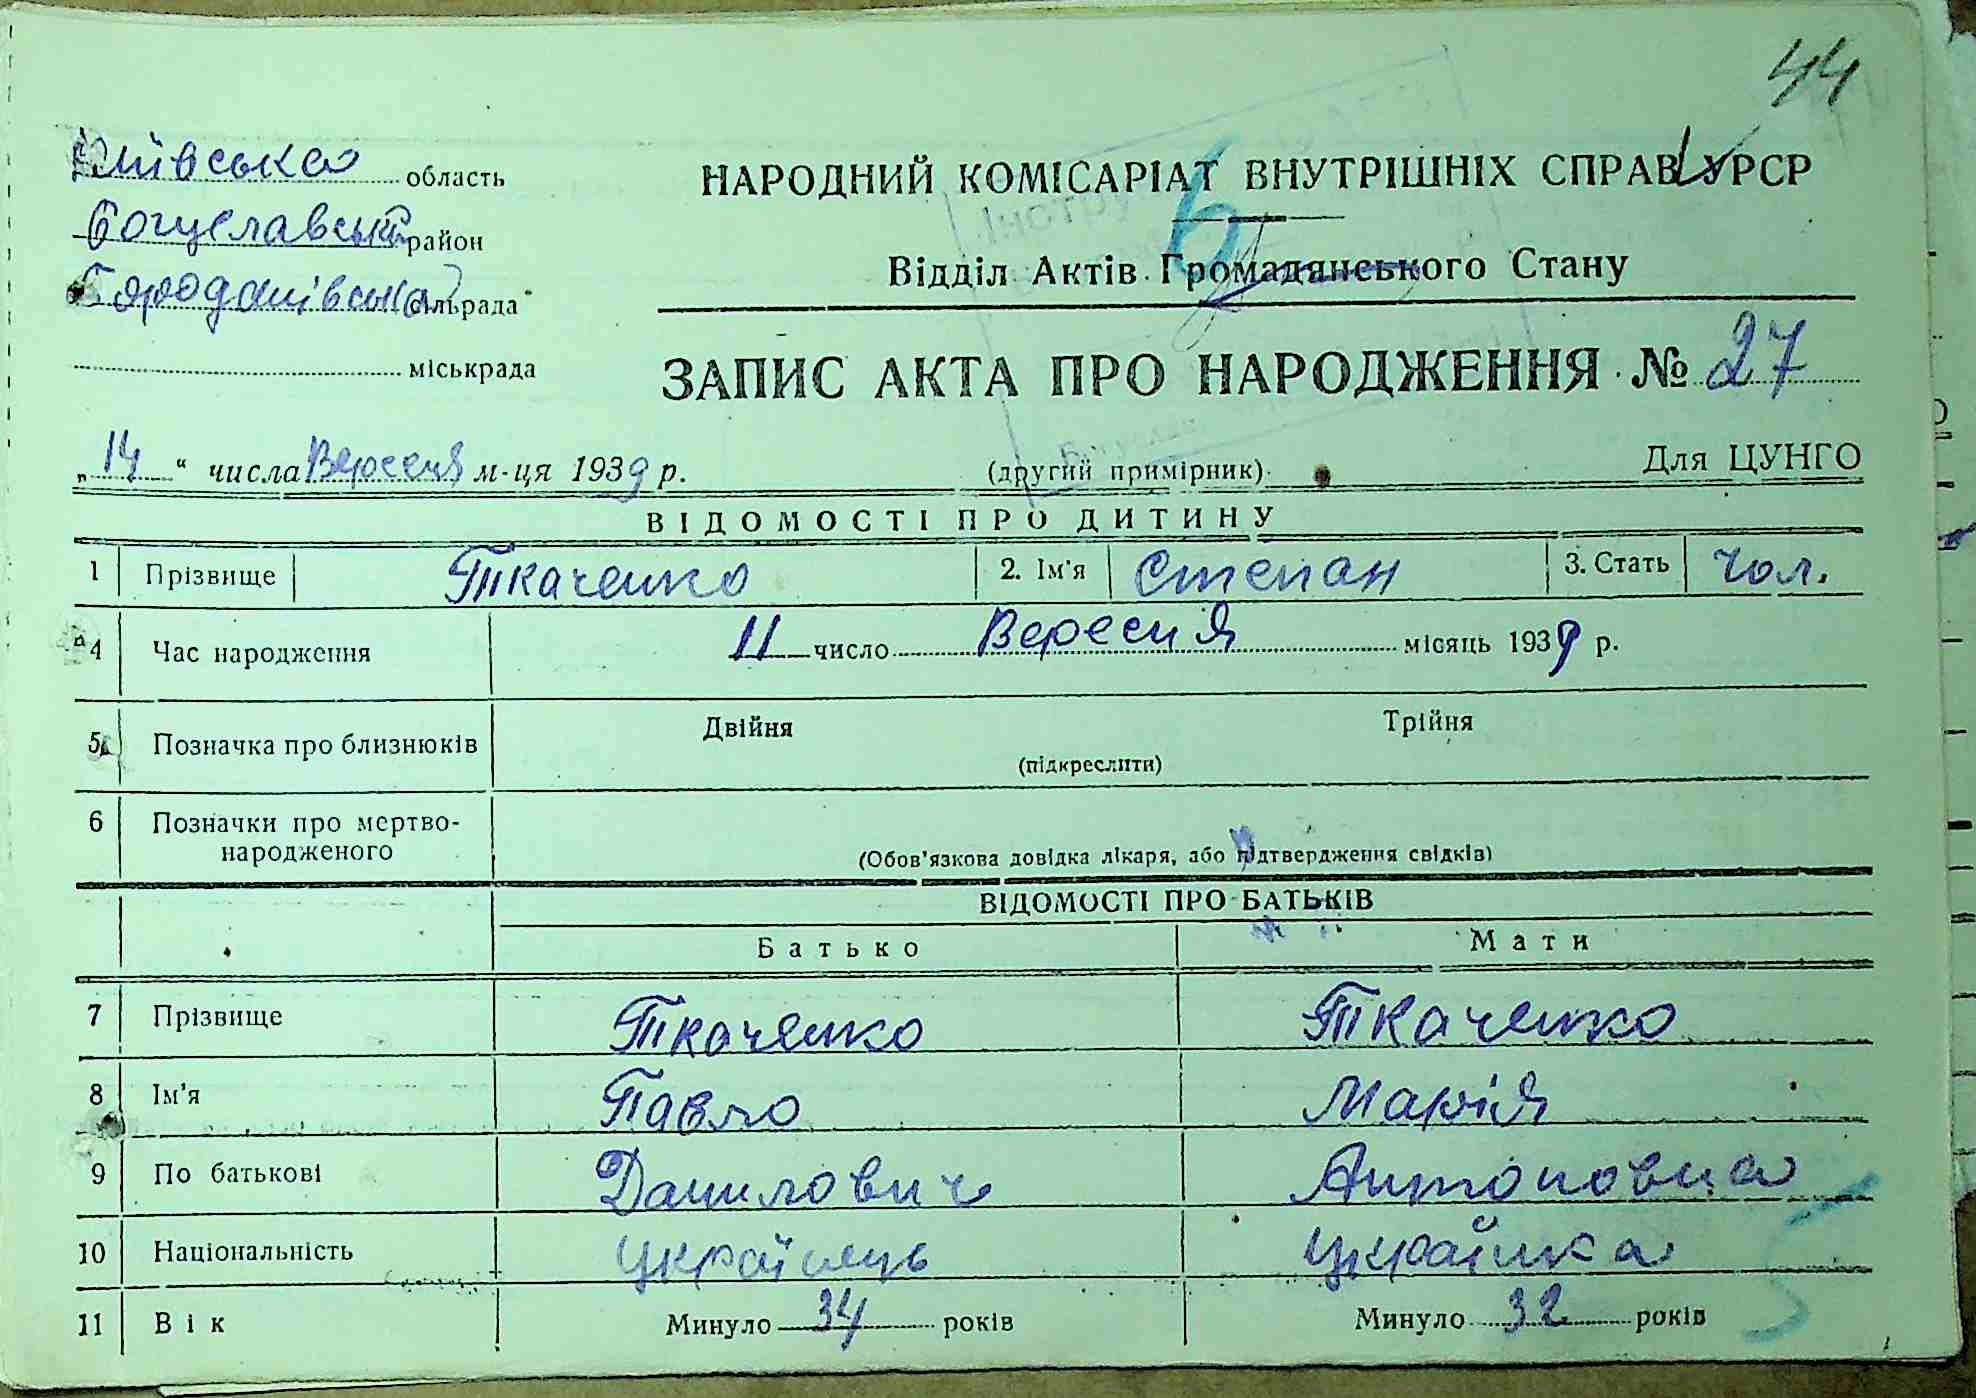 44
Київська область
Богуславський район
Городищівська сільрада
міськрада
НАРОДНИЙ КОМІСАРІАТ ВНУТРІШНІХ СПРАВ УРСР
6
Відділ Актів Громадянського Стану
ЗАПИС АКТА ПРО НАРОДЖЕННЯ № 27
„14“ числа Вересня м-ця 1939 р.
(другий примірник).
Для ЦУНГО
ВІДОМОСТІ ПРО ДИТИНУ
1 Прізвище Ткаченко 2. Ім'я Степан 3. Стать чол.
4 Час народження 11 число Вересня місяць 1939 р.
5 Позначка про близнюків Двійня Трійня
(підкреслити)
6 Позначки про мертво-
народженого
(Обов'язкова довідка лікаря, або підтвердження свідків)
ВІДОМОСТІ ПРО БАТЬКІВ
Батько Мати
7 Прізвище Ткаченко Ткаченко
8 Ім'я Павло Марія
9 По батькові Данилович Антоновна
10 Національність українець українка
11 Вік Минуло 34 років Минуло 32 років